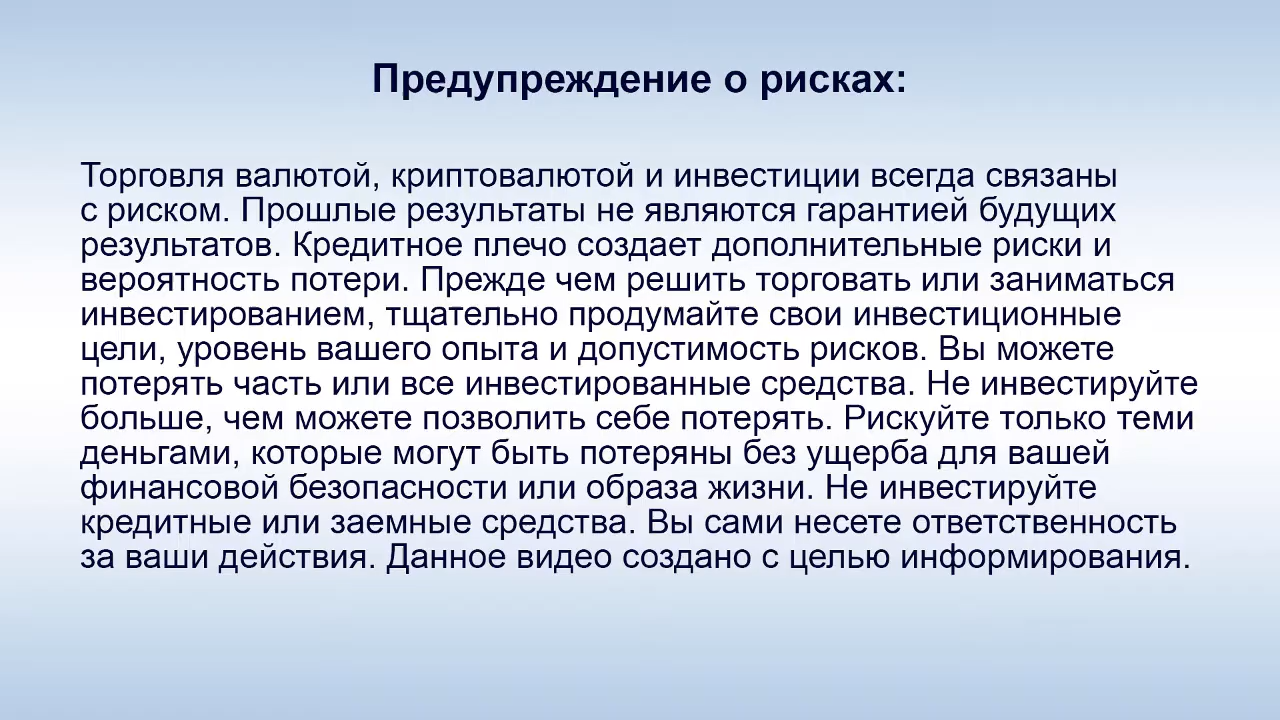 Предупреждение о рисках:
Торговля валютой, криптовалютой и инвестиции всегда связаны
с риском. Прошлые результаты не являются гарантией будущих
результатов. Кредитное плечо создает дополнительные риски и
вероятность потери. Прежде чем решить торговать или заниматься
инвестированием, тщательно продумайте свои инвестиционные
цели, уровень вашего опыта и допустимость рисков. Вы можете
потерять часть или все инвестированные средства. Не инвестируйте
больше, чем можете позволить себе потерять. Рискуйте только теми
деньгами, которые могут быть потеряны без ущерба для вашей
финансовой безопасности или образа жизни. Не инвестируйте
кредитные или заемные средства. Вы сами несете ответственность
за ваши действия. Данное видео создано с целью информирования.